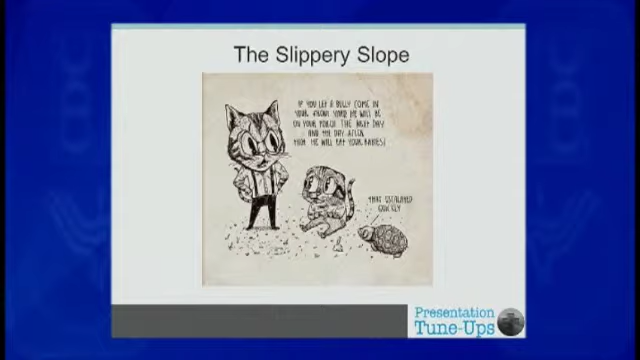 The Slippery Slope
IF YOU LET A BULLY COME IN
YOUR FRONT YARD HE WILL BE
ON YOUR PORCH THE NEXT DAY
AND THE DAY AFTER
THAT HE WILL EAT YOUR BABIES!
THAT ESCALATED
QUICKLY
Presentation
Tune-Ups
CDC